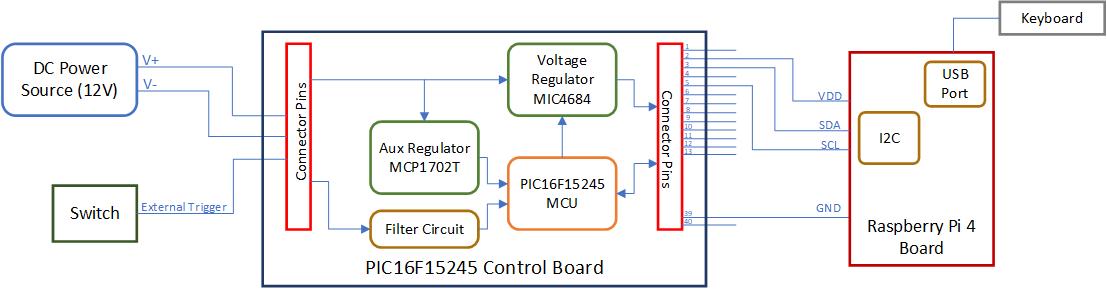 Keyboard
DC Power
Source (12V)
V+
V-
Switch
External Trigger
Connector Pins
Voltage
Regulator
MIC4684
Aux Regulator
MCP1702T
PIC16F15245
MCU
Filter Circuit
PIC16F15245 Control Board
Connector Pins
1
2
3
4
5
6
7
8
9
10
11
12
13
39
40
VDD
SDA
SCL
GND
USB
Port
I2C
Raspberry Pi 4
Board